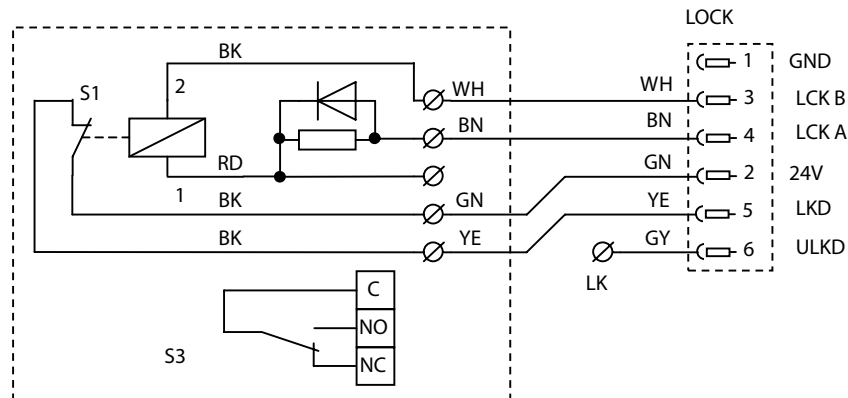 LOCK
BK
1 GND
2
S1
WH
WH
3 LCK B
BN
BN
4 LCK A
RD
GN
2 24V
1
BK
GN
YE
5 LKD
BK
YE
GY
6 ULKD
LK
C
NO
S3
NC